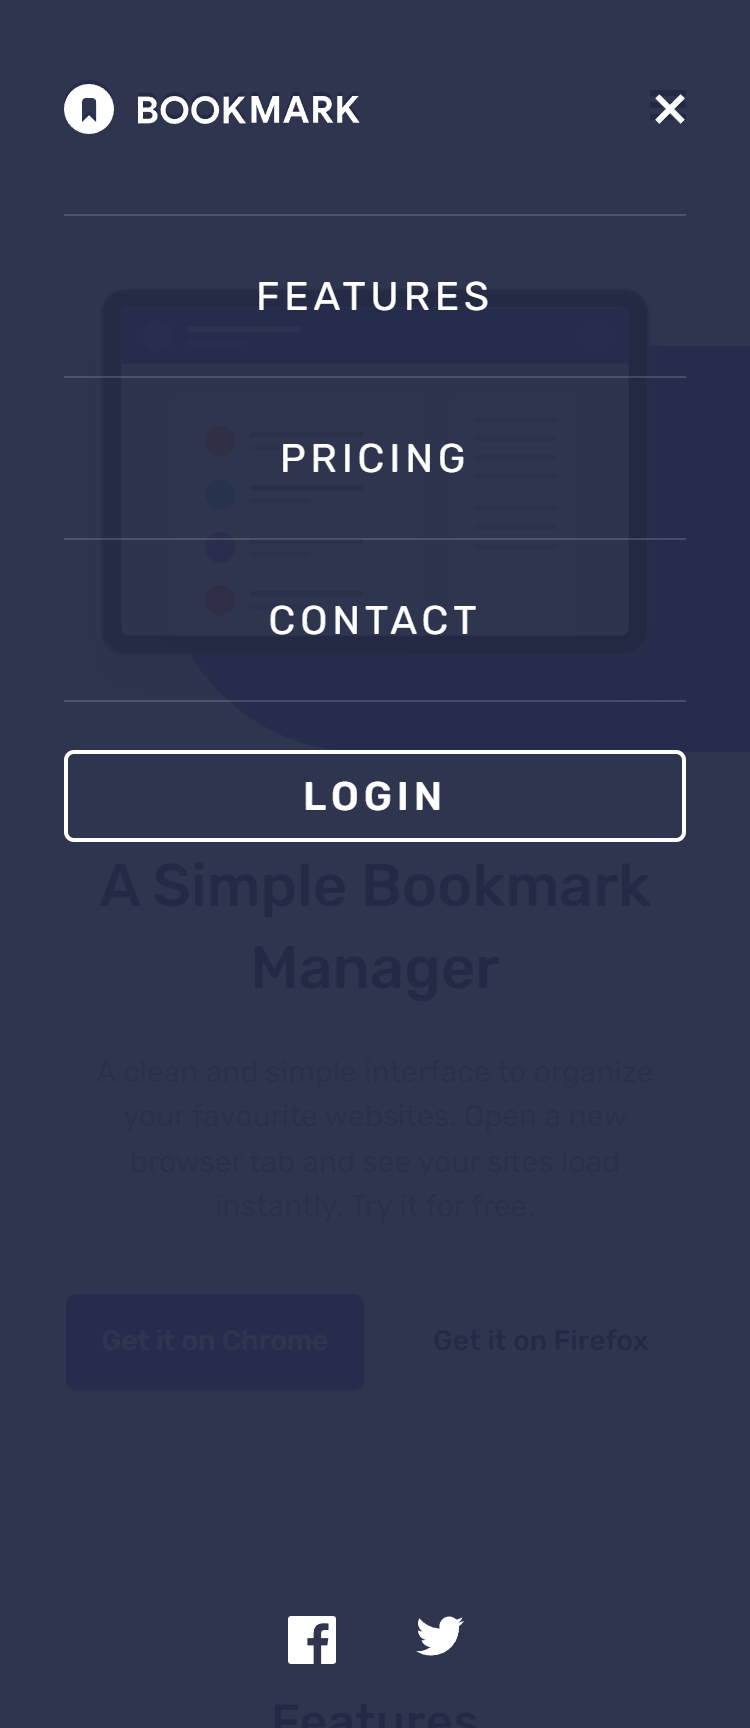 BOOKMARK
FEATURES
PRICING
CONTACT
LOGIN
A Simple Bookmark
Manager
A clean and simple interface to organize
your favourite websites. Open a new
browser tab and see your sites load
instantly. Try it for free.
Get it on Chrome
Get it on Firefox
Features